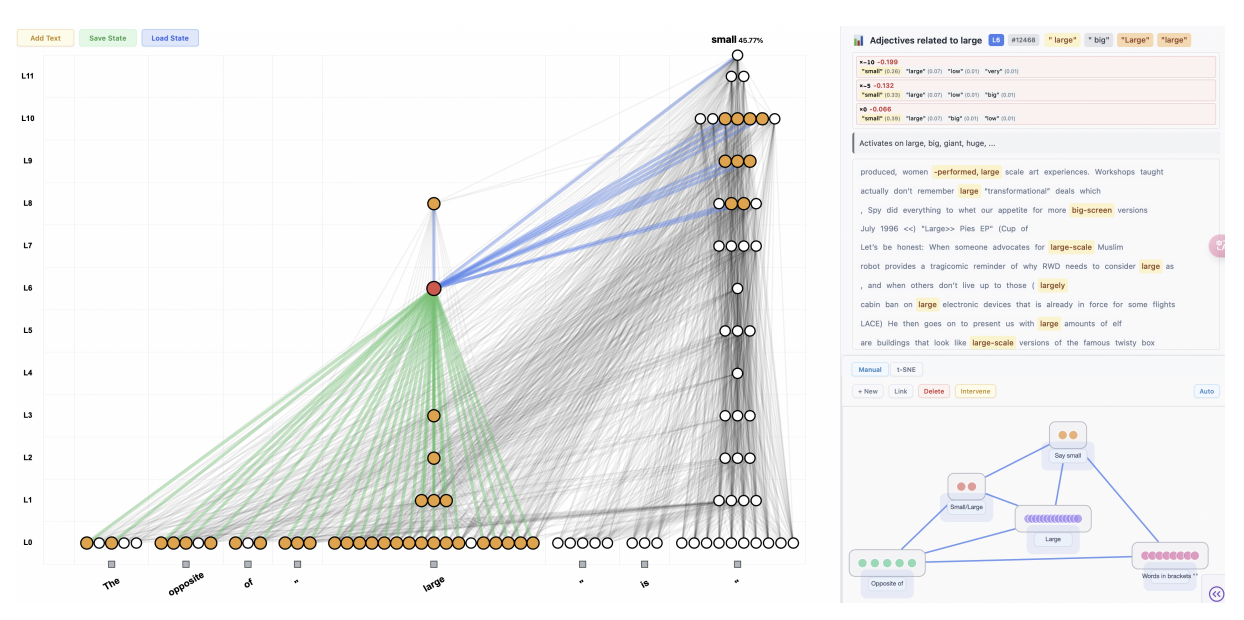 Add Text Save State Load State
small 45.77%
L11
L10
L9
L8
L7
L6
L5
L4
L3
L2
L1
L0
The opposite of " large " is "
Adjectives related to large L6 #12468 " large" " big" "Large" "large"
×−10 -0.199
"small" (0.26) "large" (0.07) "low" (0.01) "very" (0.01)
×−5 -0.132
"small" (0.33) "large" (0.07) "low" (0.01) "big" (0.01)
×0 -0.066
"small" (0.39) "large" (0.07) "big" (0.01) "low" (0.01)
Activates on large, big, giant, huge, ...
produced, women -performed, large scale art experiences. Workshops taught
actually don't remember large "transformational" deals which
, Spy did everything to whet our appetite for more big-screen versions
July 1996 <<) "Large>> Pies EP" (Cup of
Let's be honest: When someone advocates for large-scale Muslim
robot provides a tragicomic reminder of why RWD needs to consider large as
, and when others don't live up to those ( largely
cabin ban on large electronic devices that is already in force for some flights
LACE) He then goes on to present us with large amounts of elf
are buildings that look like large-scale versions of the famous twisty box
Manual t-SNE
+ New Link Delete Intervene Auto
Say small
Small/Large
Large
Opposite of
Words in brackets ""